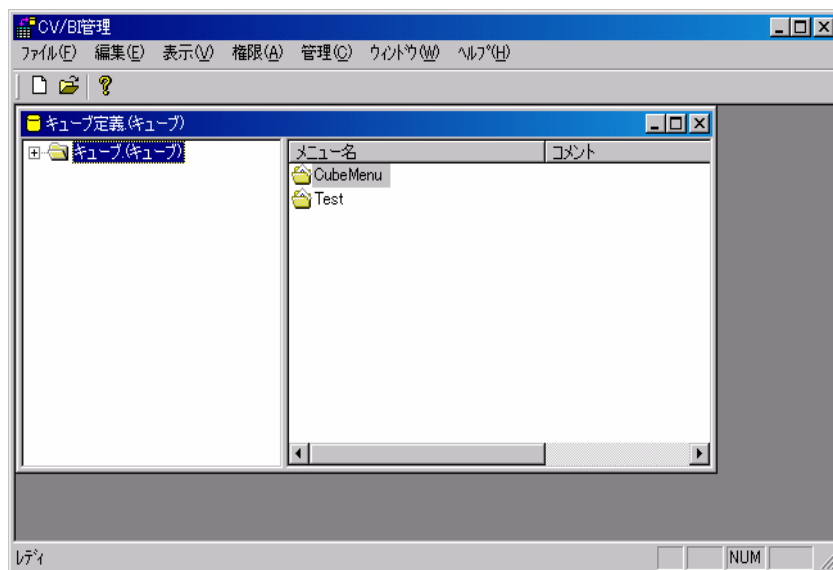 CV/BI管理
ﾌｧｲﾙ(F) 編集(E) 表示(V) 権限(A) 管理(C) ｳｨﾝﾄﾞｳ(W) ﾍﾙﾌﾟ(H)
キューブ定義.(キューブ)
キューブ.(キューブ)
メニュー名 コメント
CubeMenu
Test
ﾚﾃﾞｨ NUM